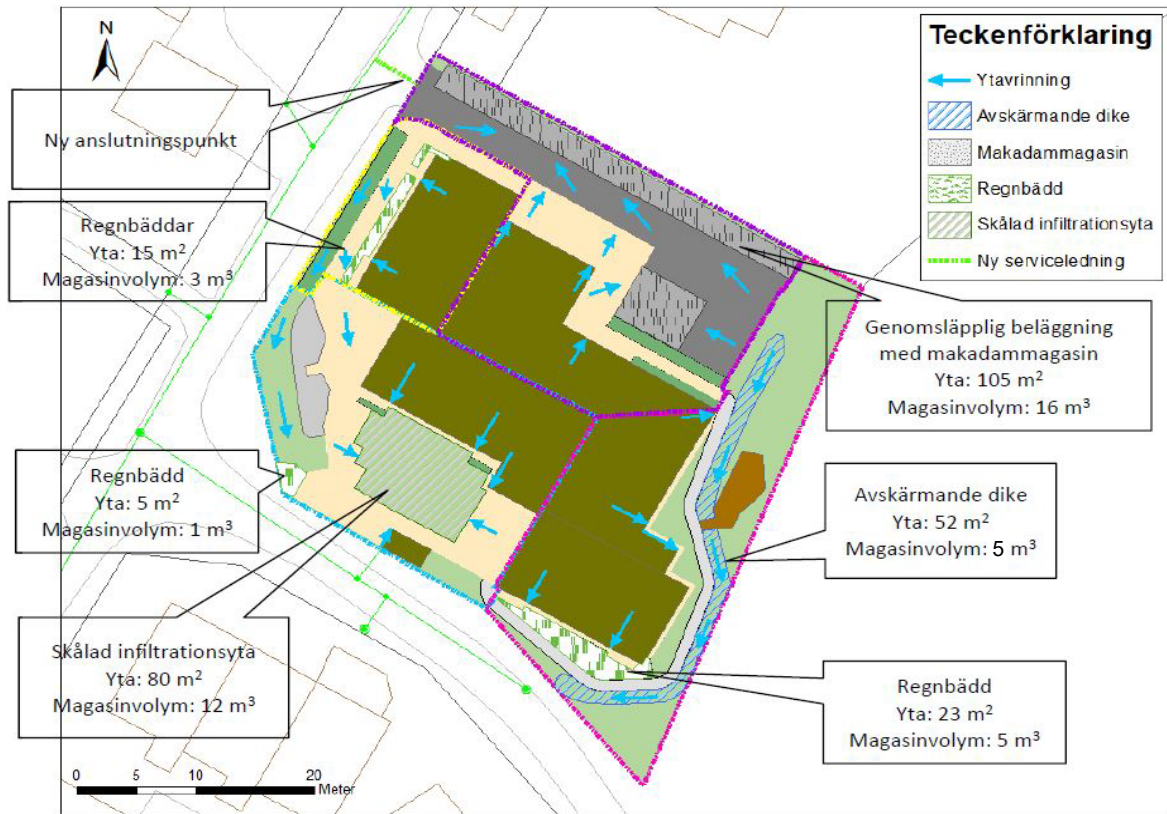 N
Ny anslutningspunkt
Regnbäddar
Yta: 15 m²
Magasinvolym: 3 m³
Regnbädd
Yta: 5 m²
Magasinvolym: 1 m³
Skålad infiltrationsyta
Yta: 80 m²
Magasinvolym: 12 m³
0 5 10 20
Meter
Teckenförklaring
Ytavrinning
Avskärmande dike
Makadammagasin
Regnbädd
Skålad infiltrationsyta
Ny serviceledning
Genomsläpplig beläggning
med makadammagasin
Yta: 105 m²
Magasinvolym: 16 m³
Avskärmande dike
Yta: 52 m²
Magasinvolym: 5 m³
Regnbädd
Yta: 23 m²
Magasinvolym: 5 m³